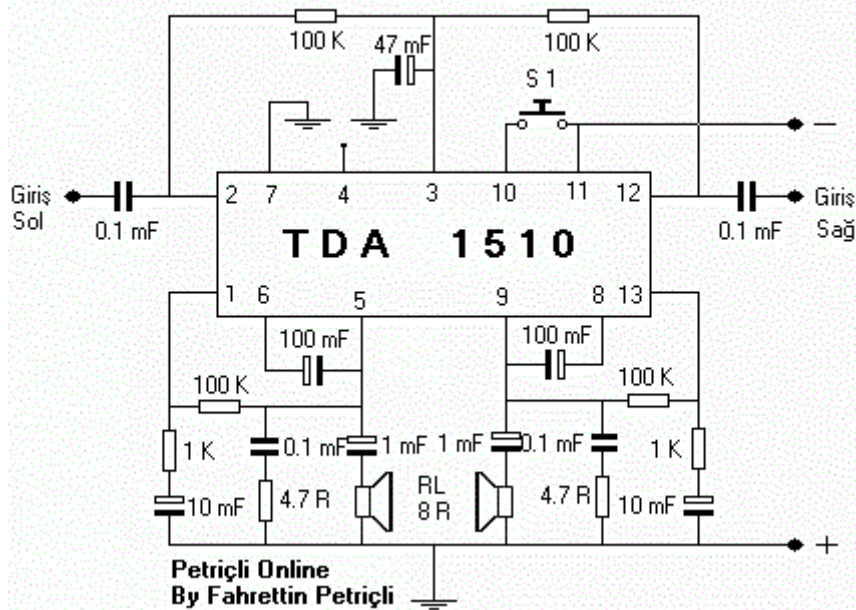 100 K
47 mF
100 K
S 1
−
Giriş
Sol
0.1 mF
2
7
4
3
10
11
12
0.1 mF
Giriş
Sağ
TDA 1510
1
6
5
9
8
13
100 mF
100 mF
100 K
100 K
1 K
0.1 mF
1 mF
1 mF
0.1 mF
1 K
10 mF
4.7 R
RL
8 R
4.7 R
10 mF
+
Petriçli Online
By Fahrettin Petriçli